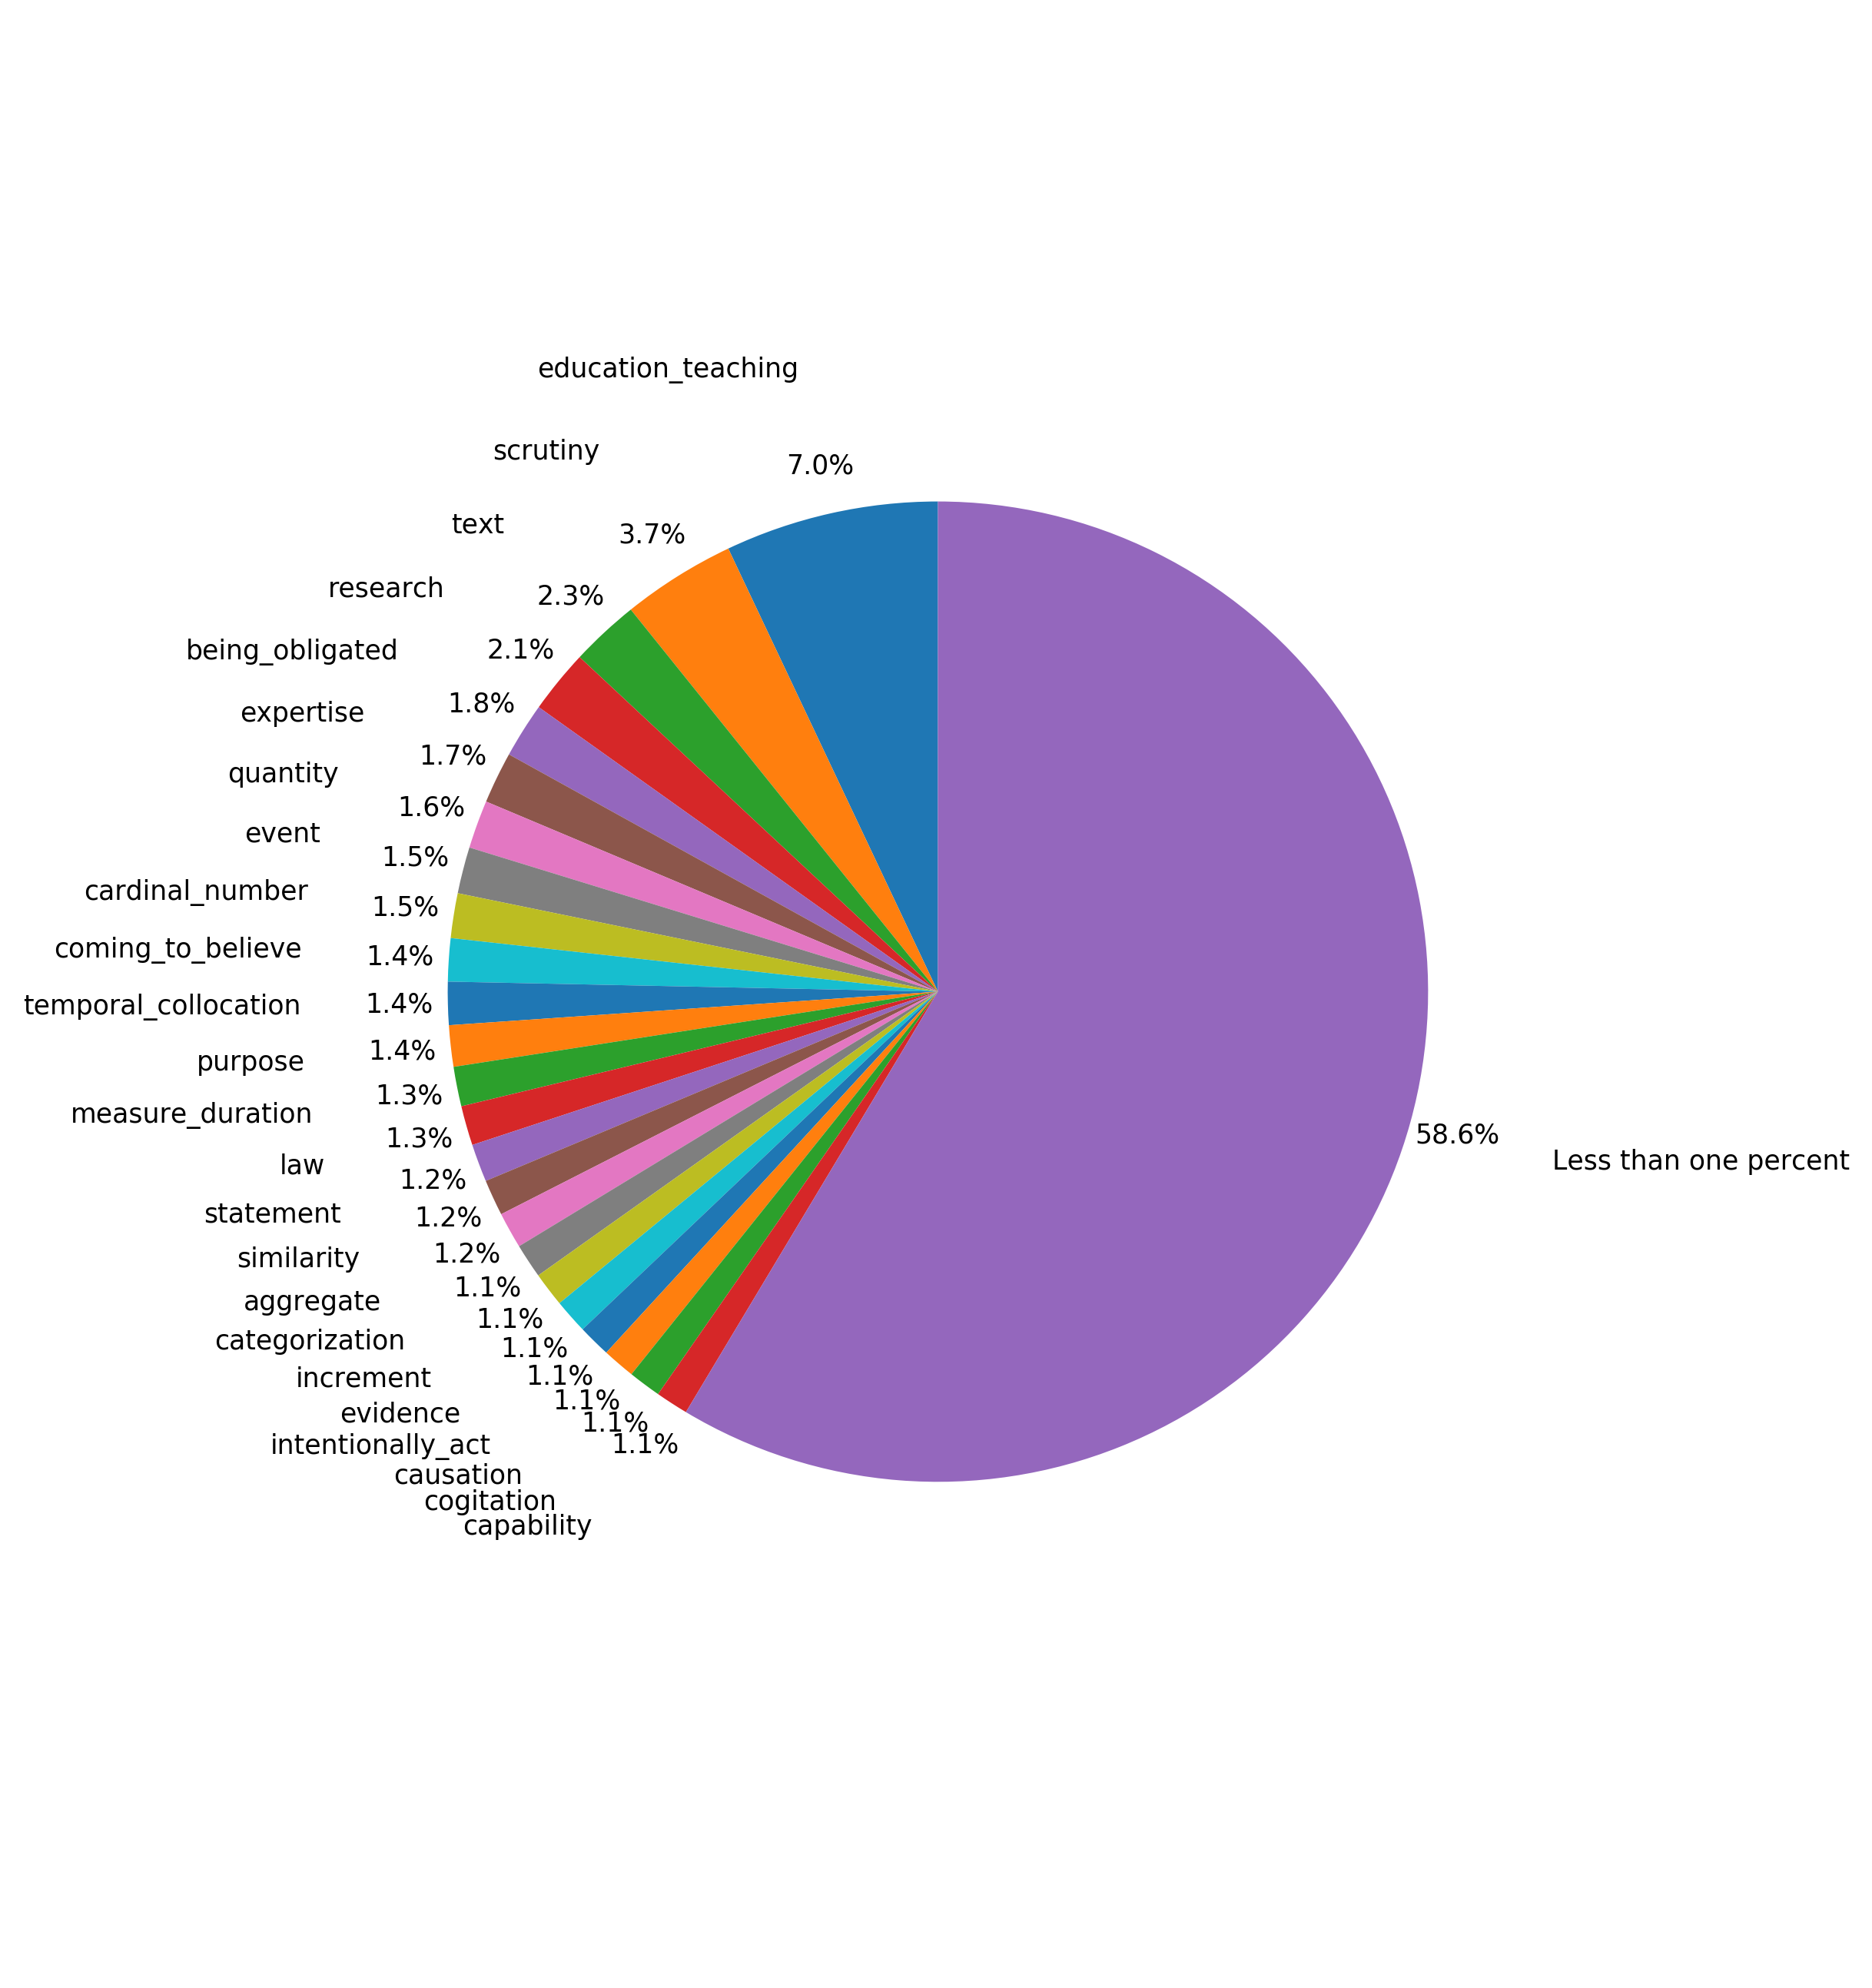 education_teaching
7.0%
scrutiny
3.7%
text
2.3%
research
2.1%
being_obligated
1.8%
expertise
1.7%
quantity
1.6%
event
1.5%
cardinal_number
1.5%
coming_to_believe
1.4%
temporal_collocation
1.4%
purpose
1.4%
measure_duration
1.3%
law
1.3%
statement
1.2%
similarity
1.2%
aggregate
1.2%
categorization
1.1%
increment
1.1%
evidence
1.1%
intentionally_act
1.1%
causation
1.1%
cogitation
1.1%
capability
1.1%
58.6%
Less than one percent